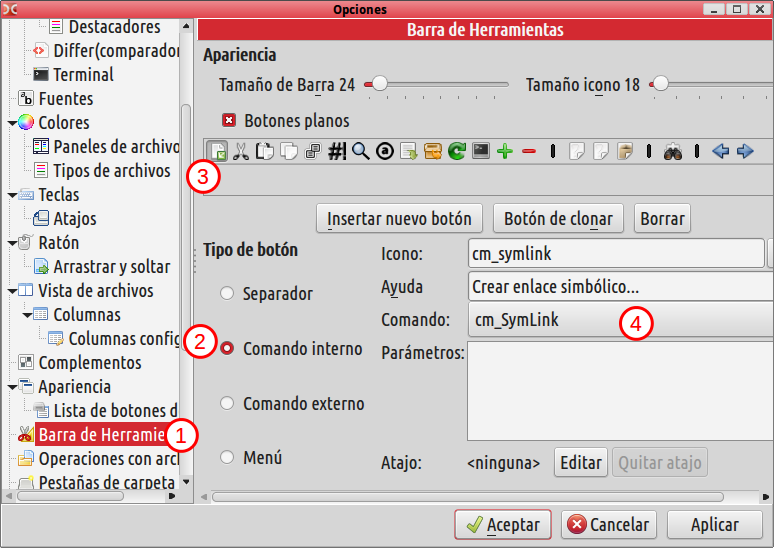 Opciones
Destacadores
Differ(comparador
Terminal
Fuentes
Colores
Paneles de archivo
Tipos de archivos
Teclas
Atajos
Ratón
Arrastrar y soltar
Vista de archivos
Columnas
Columnas config
Complementos
Apariencia
Lista de botones d
Barra de Herramie
1
Operaciones con arch
Pestañas de carpeta
Barra de Herramientas
Apariencia
Tamaño de Barra 24
Tamaño icono 18
Botones planos
3
Insertar nuevo botón
Botón de clonar
Borrar
Tipo de botón
Separador
2
Comando interno
Comando externo
Menú
Icono:
cm_symlink
Ayuda
Crear enlace simbólico...
Comando:
cm_SymLink
4
Parámetros:
Atajo:
<ninguna>
Editar
Quitar atajo
Aceptar
Cancelar
Aplicar